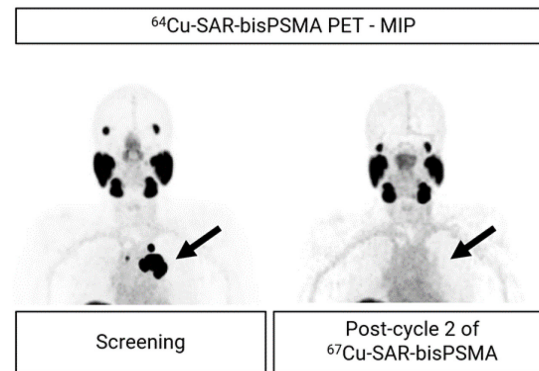 ⁶⁴Cu-SAR-bisPSMA PET - MIP
Screening
Post-cycle 2 of
⁶⁷Cu-SAR-bisPSMA